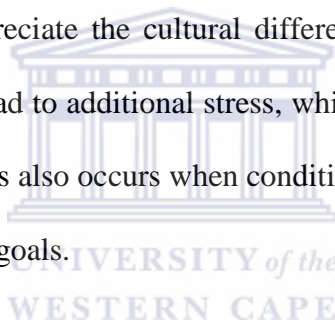 reciate the cultural differe
ad to additional stress, whi
s also occurs when conditi
goals.
UNIVERSITY of the
WESTERN CAPE